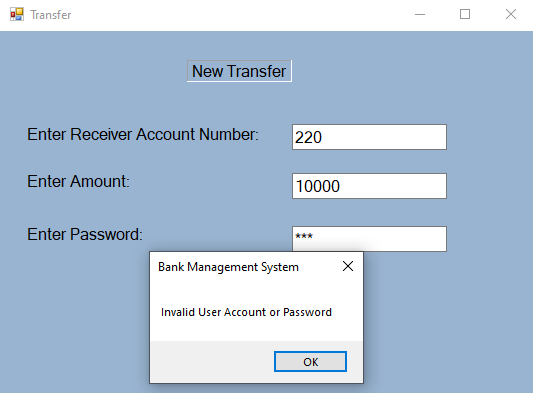 Transfer
New Transfer
Enter Receiver Account Number: 220
Enter Amount: 10000
Enter Password: ***
Bank Management System
Invalid User Account or Password
OK